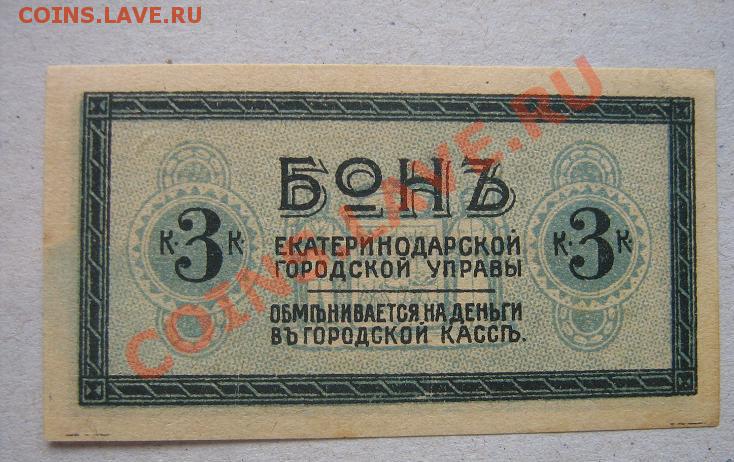 COINS.LAVE.RU
БОНЪ
К. 3 К.
ЕКАТЕРИНОДАРСКОЙ
ГОРОДСКОЙ УПРАВЫ
К. 3 К.
ОБМѢНИВАЕТСЯ НА ДЕНЬГИ
ВЪ ГОРОДСКОЙ КАССѢ.
COINS.LAVE.RU